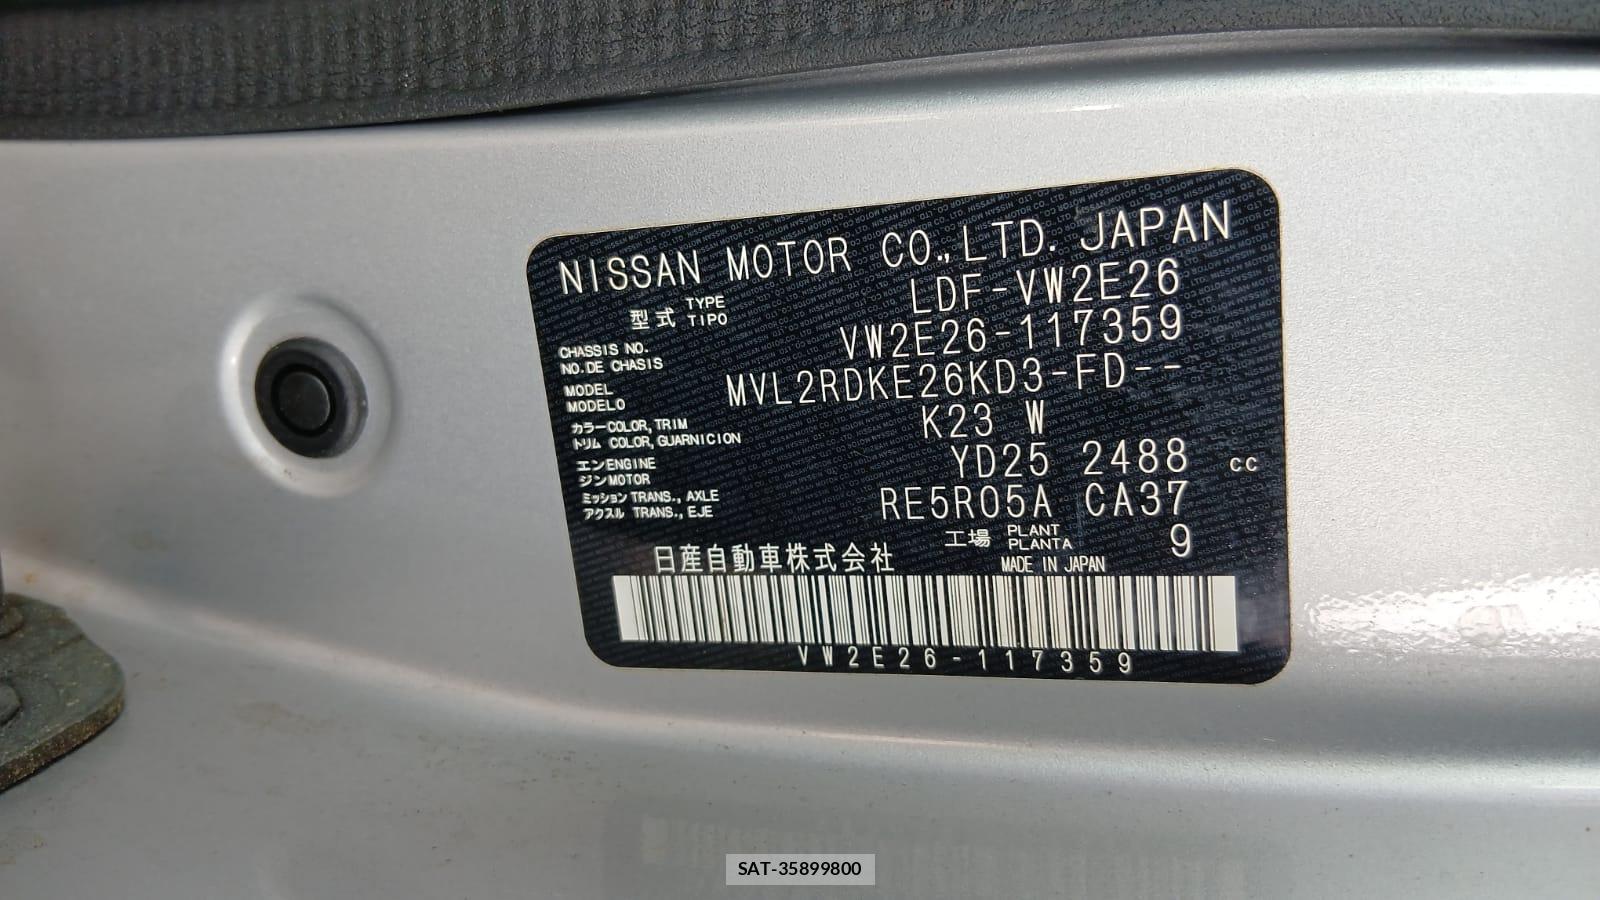 NISSAN MOTOR CO.,LTD. JAPAN
型式 TYPE TIPO LDF-VW2E26
CHASSIS NO. NO.DE CHASIS VW2E26-117359
MODEL MODELO MVL2RDKE26KD3-FD--
カラー COLOR,TRIM トリム COLOR,GUARNICION K23 W
エンジン ENGINE MOTOR YD25 2488 cc
ミッション TRANS., AXLE アクスル TRANS., EJE RE5R05A CA37
工場 PLANT PLANTA 9
日産自動車株式会社 MADE IN JAPAN
VW2E26-117359
SAT-35899800